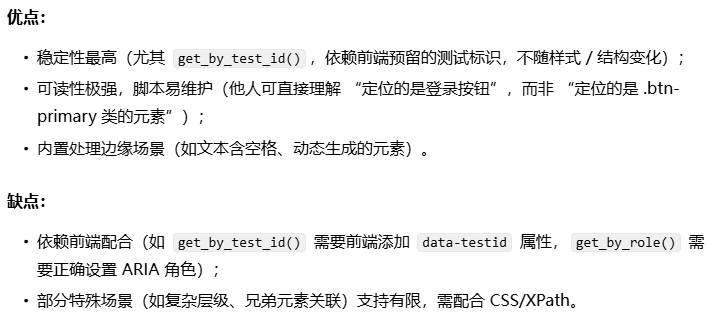 优点：
• 稳定性最高（尤其 get_by_test_id()，依赖前端预留的测试标识，不随样式 / 结构变化）；
• 可读性极强，脚本易维护（他人可直接理解 “定位的是登录按钮”，而非 “定位的是 .btn-
primary 类的元素”）；
• 内置处理边缘场景（如文本含空格、动态生成的元素）。
缺点：
• 依赖前端配合（如 get_by_test_id() 需要前端添加 data-testid 属性，get_by_role() 需
要正确设置 ARIA 角色）；
• 部分特殊场景（如复杂层级、兄弟元素关联）支持有限，需配合 CSS/XPath。